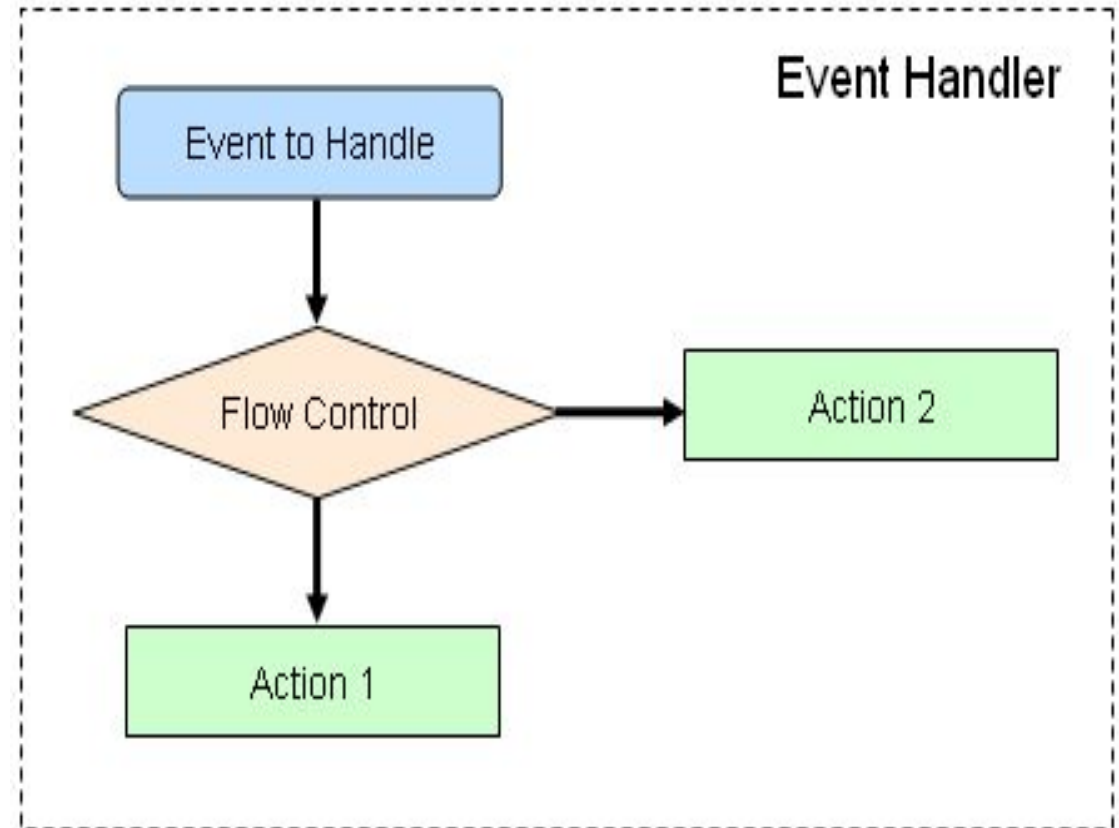 Event Handler
Event to Handle
Flow Control
Action 2
Action 1